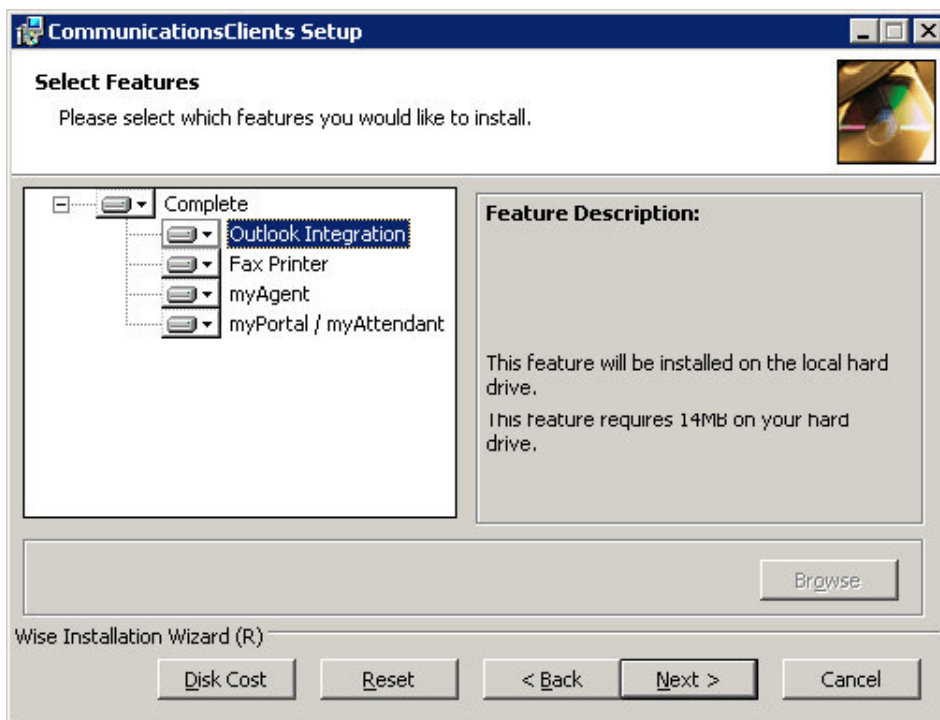 CommunicationsClients Setup
Select Features
Please select which features you would like to install.
Complete
Outlook Integration
Fax Printer
myAgent
myPortal / myAttendant
Feature Description:
This feature will be installed on the local hard
drive.
This feature requires 14MB on your hard
drive.
Browse
Wise Installation Wizard (R)
Disk Cost
Reset
< Back
Next >
Cancel